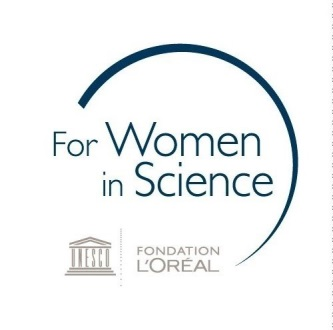 For Women
in Science
UNESCO
FONDATION
L'ORÉAL